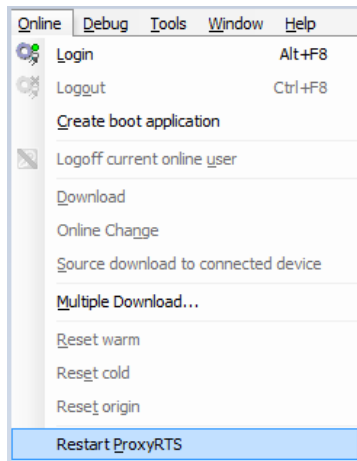 Online Debug Tools Window Help
Login Alt+F8
Logout Ctrl+F8
Create boot application
Logoff current online user
Download
Online Change
Source download to connected device
Multiple Download...
Reset warm
Reset cold
Reset origin
Restart ProxyRTS